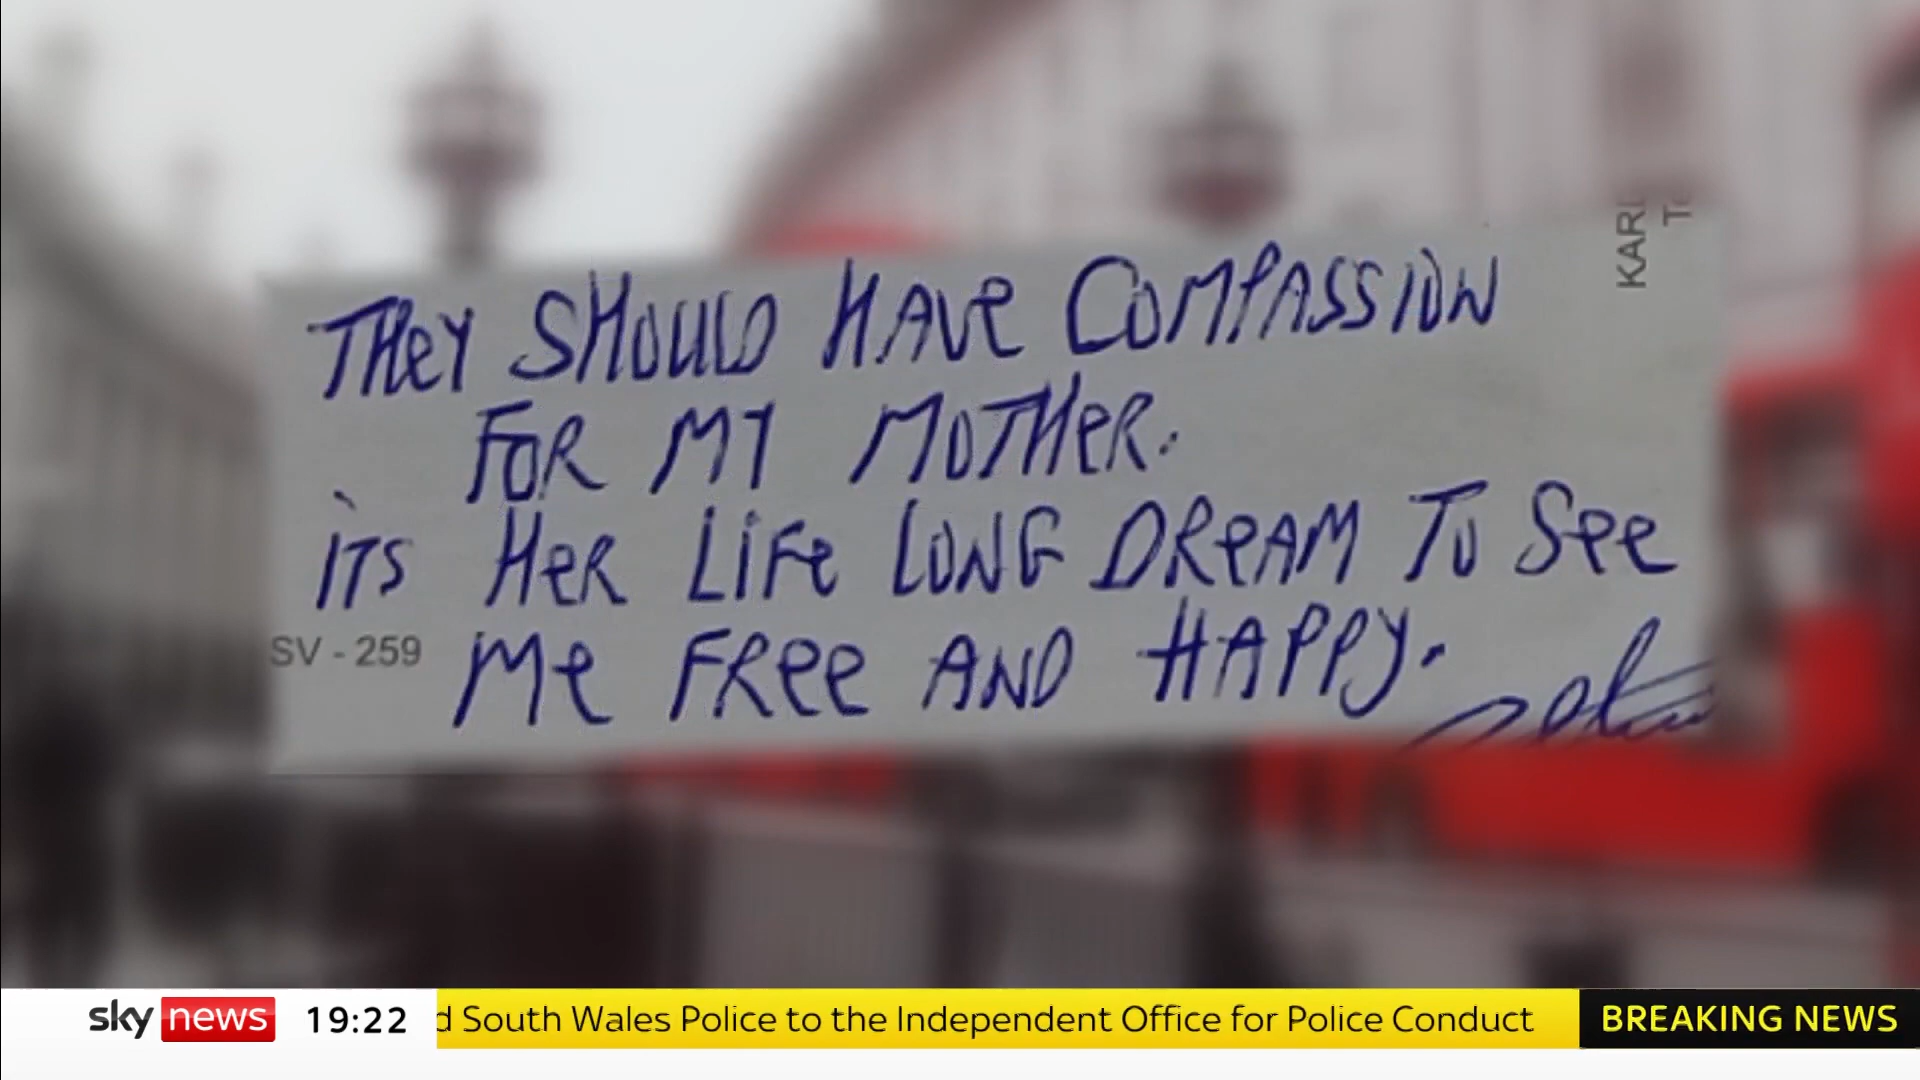 KARL
THEY SHOULD HAVE COMPASSION
FOR MY MOTHER.
ITS HER LIFE LONG DREAM TO SEE
ME FREE AND HAPPY.
SV - 259
sky news 19:22 d South Wales Police to the Independent Office for Police Conduct BREAKING NEWS